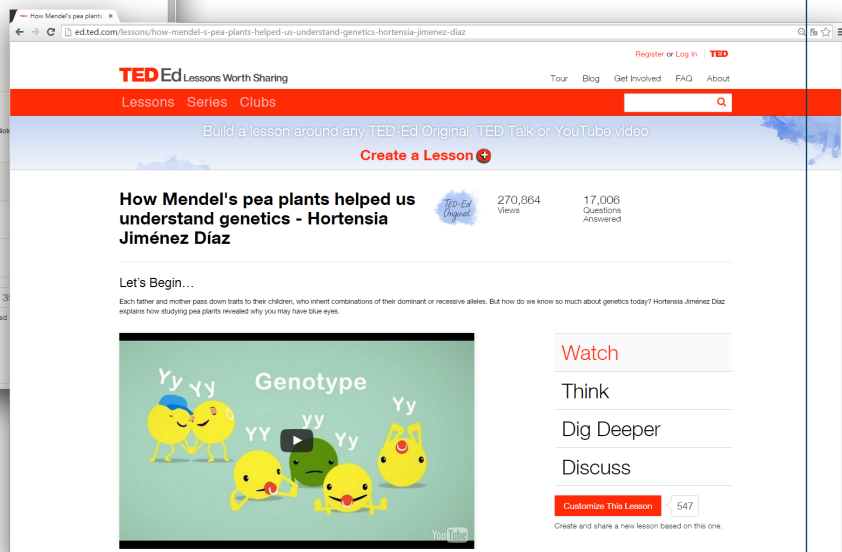 How Mendel's pea plants
ed.ted.com/lessons/how-mendel-s-pea-plants-helped-us-understand-genetics-hortensia-jimenez-diaz
Register or Log In TED
TED Ed Lessons Worth Sharing
Tour Blog Get Involved FAQ About
Lessons Series Clubs
Build a lesson around any TED-Ed Original, TED Talk or YouTube video
Create a Lesson
How Mendel's pea plants helped us
understand genetics - Hortensia
Jiménez Díaz
TED-Ed
Original
270,864
Views
17,006
Questions
Answered
Let's Begin…
Each father and mother pass down traits to their children, who inherit combinations of their dominant or recessive alleles. But how do we know so much about genetics today? Hortensia Jiménez Díaz
explains how studying pea plants revealed why you may have blue eyes.
Genotype
Yy Yy
YY yy Yy Yy
YouTube
Watch
Think
Dig Deeper
Discuss
Customize This Lesson 547
Create and share a new lesson based on this one.